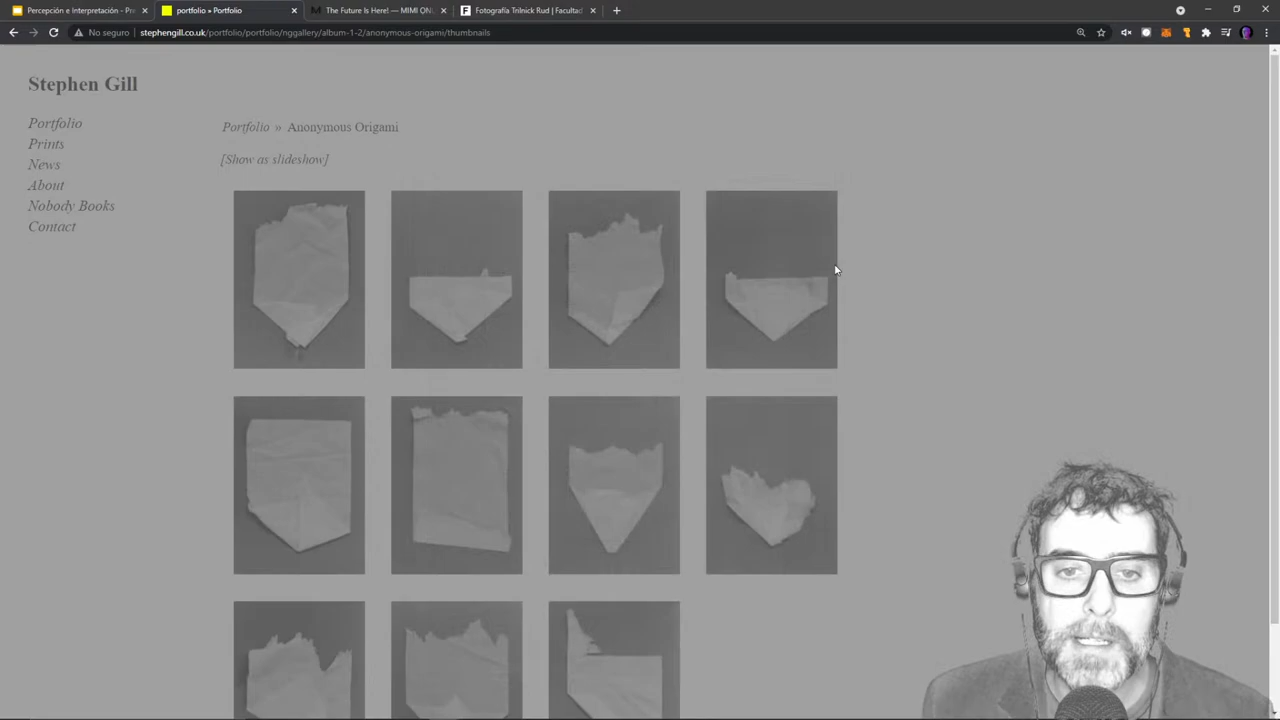 Percepción e Interpretación - Pre
portfolio » Portfolio
The Future Is Here! — MIMI ONL
Fotografía Trilnick Rud | Facultad
No seguro
stephengill.co.uk/portfolio/portfolio/nggallery/album-1-2/anonymous-origami/thumbnails
Stephen Gill
Portfolio
Prints
News
About
Nobody Books
Contact
Portfolio » Anonymous Origami
[Show as slideshow]